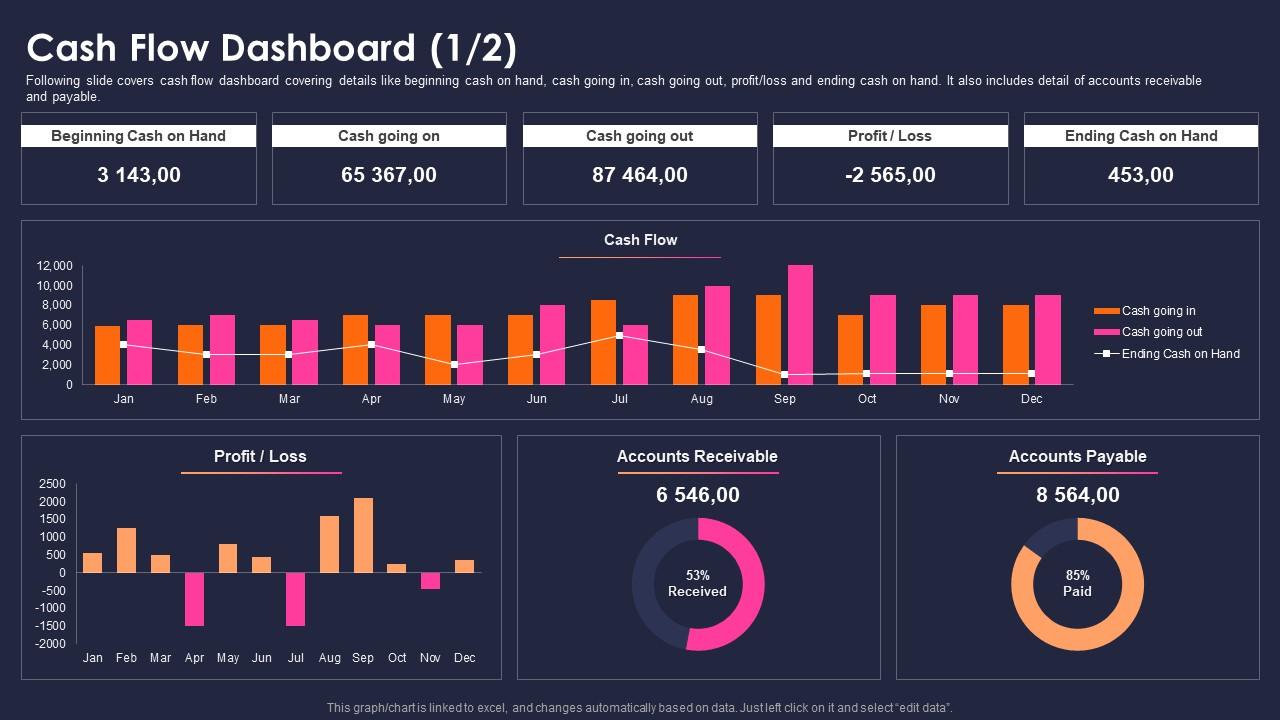 Cash Flow Dashboard (1/2)
Following slide covers cash flow dashboard covering details like beginning cash on hand, cash going in, cash going out, profit/loss and ending cash on hand. It also includes detail of accounts receivable
and payable.
Beginning Cash on Hand
3 143,00
Cash going on
65 367,00
Cash going out
87 464,00
Profit / Loss
-2 565,00
Ending Cash on Hand
453,00
Cash Flow
12,000
10,000
8,000
6,000
4,000
2,000
0
Jan Feb Mar Apr May Jun Jul Aug Sep Oct Nov Dec
Cash going in
Cash going out
Ending Cash on Hand
Profit / Loss
2500
2000
1500
1000
500
0
-500
-1000
-1500
-2000
Jan Feb Mar Apr May Jun Jul Aug Sep Oct Nov Dec
Accounts Receivable
6 546,00
53%
Received
Accounts Payable
8 564,00
85%
Paid
This graph/chart is linked to excel, and changes automatically based on data. Just left click on it and select “edit data”.